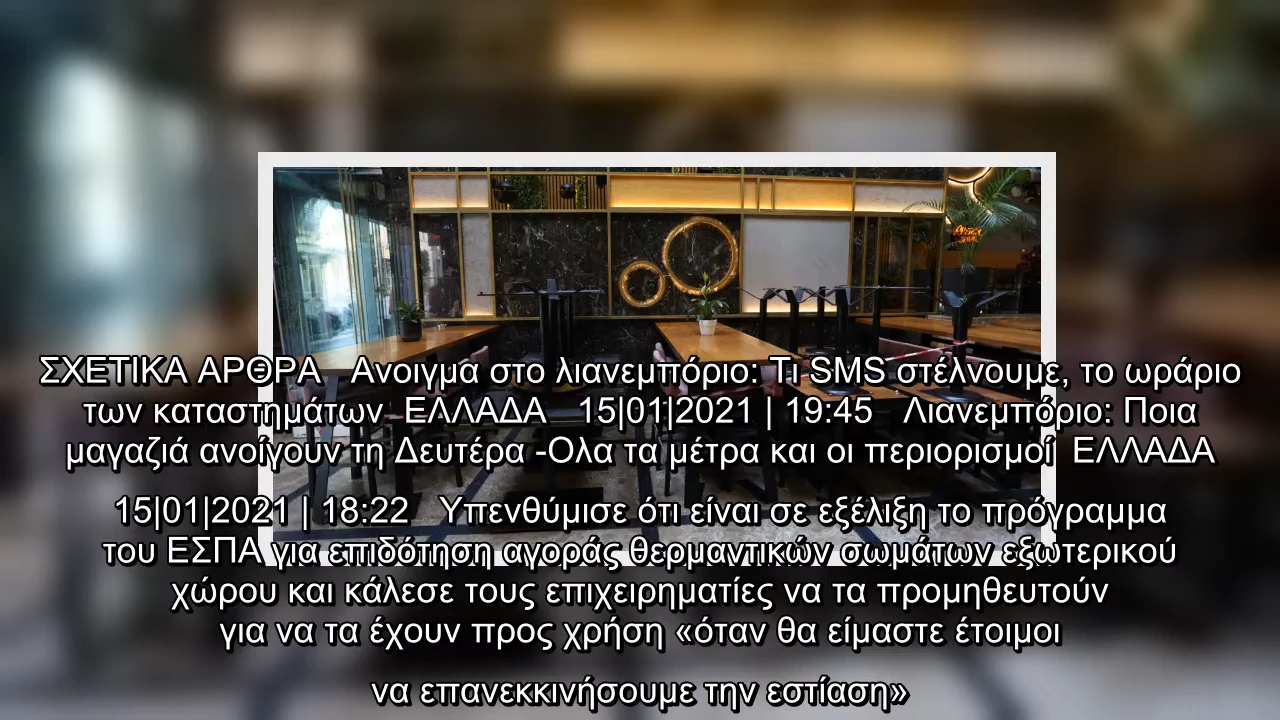 ΣΧΕΤΙΚΑ ΑΡΘΡΑ   Ανοιγμα στο λιανεμπόριο: Τι SMS στέλνουμε, το ωράριο
των καταστημάτων  ΕΛΛΑΔΑ   15|01|2021 | 19:45   Λιανεμπόριο: Ποια
μαγαζιά ανοίγουν τη Δευτέρα -Ολα τα μέτρα και οι περιορισμοί  ΕΛΛΑΔΑ
15|01|2021 | 18:22   Υπενθύμισε ότι είναι σε εξέλιξη το πρόγραμμα
του ΕΣΠΑ για επιδότηση αγοράς θερμαντικών σωμάτων εξωτερικού
χώρου και κάλεσε τους επιχειρηματίες να τα προμηθευτούν
για να τα έχουν προς χρήση «όταν θα είμαστε έτοιμοι
να επανεκκινήσουμε την εστίαση»